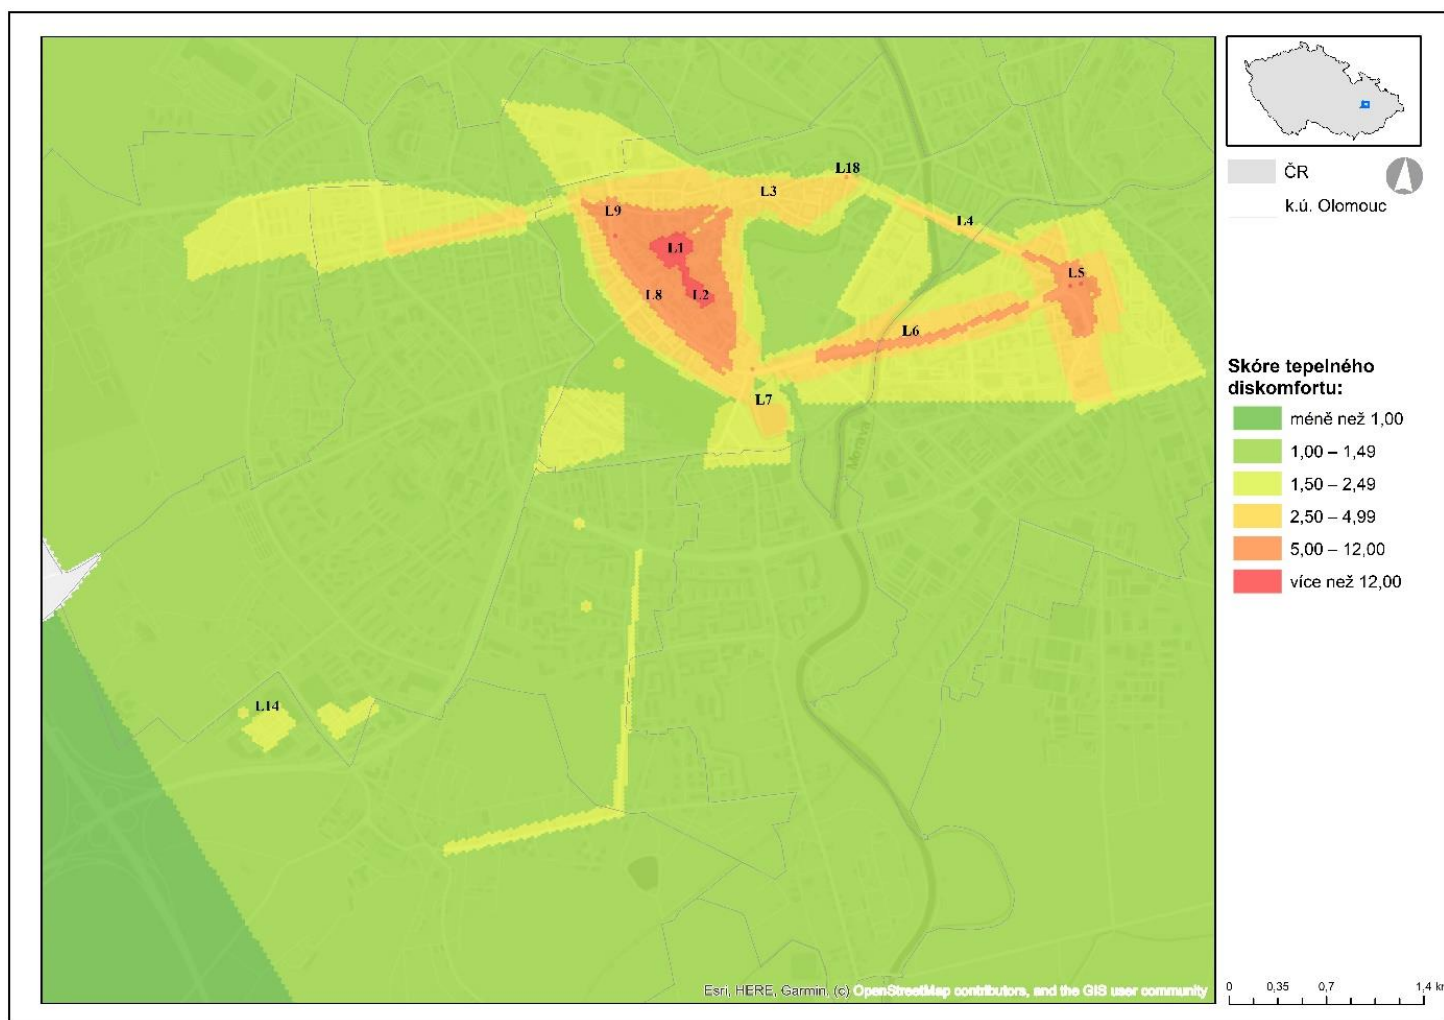 L18
L3
L9
L4
L1
L5
L8
L2
L6
L7
Morava
L14
Esri, HERE, Garmin, (c) OpenStreetMap contributors, and the GIS user community
ČR
k.ú. Olomouc
Skóre tepelného
diskomfortu:
méně než 1,00
1,00 – 1,49
1,50 – 2,49
2,50 – 4,99
5,00 – 12,00
více než 12,00
0 0,35 0,7 1,4 km